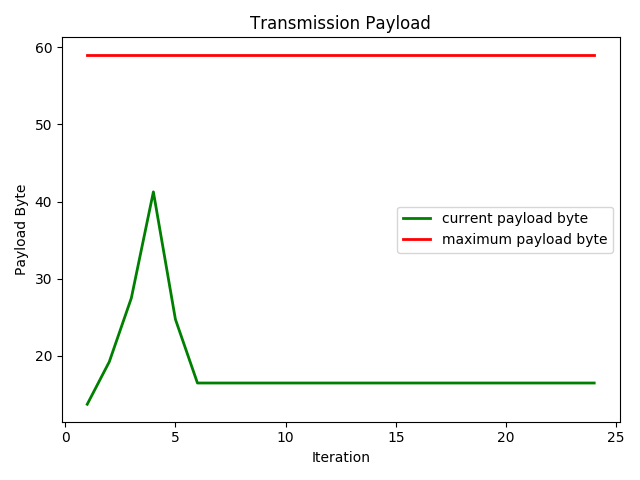 Transmission Payload
60
50
40
30
20
Payload Byte
current payload byte
maximum payload byte
0 5 10 15 20 25
Iteration